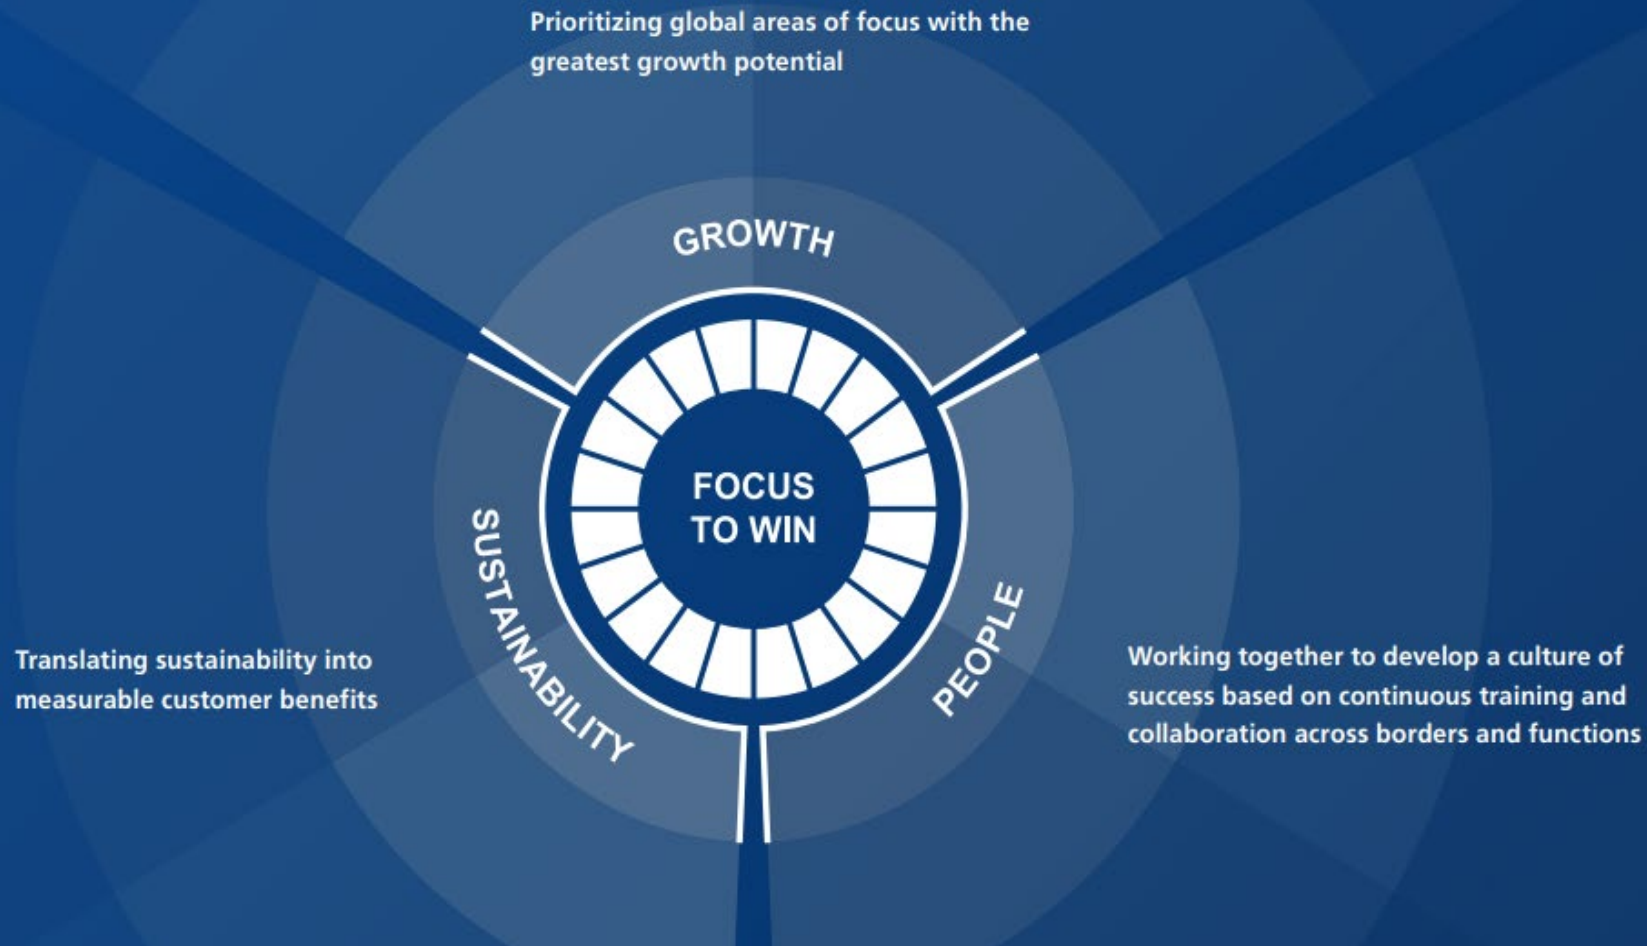 Prioritizing global areas of focus with the
greatest growth potential
GROWTH
FOCUS
TO WIN
SUSTAINABILITY
PEOPLE
Translating sustainability into
measurable customer benefits
Working together to develop a culture of
success based on continuous training and
collaboration across borders and functions